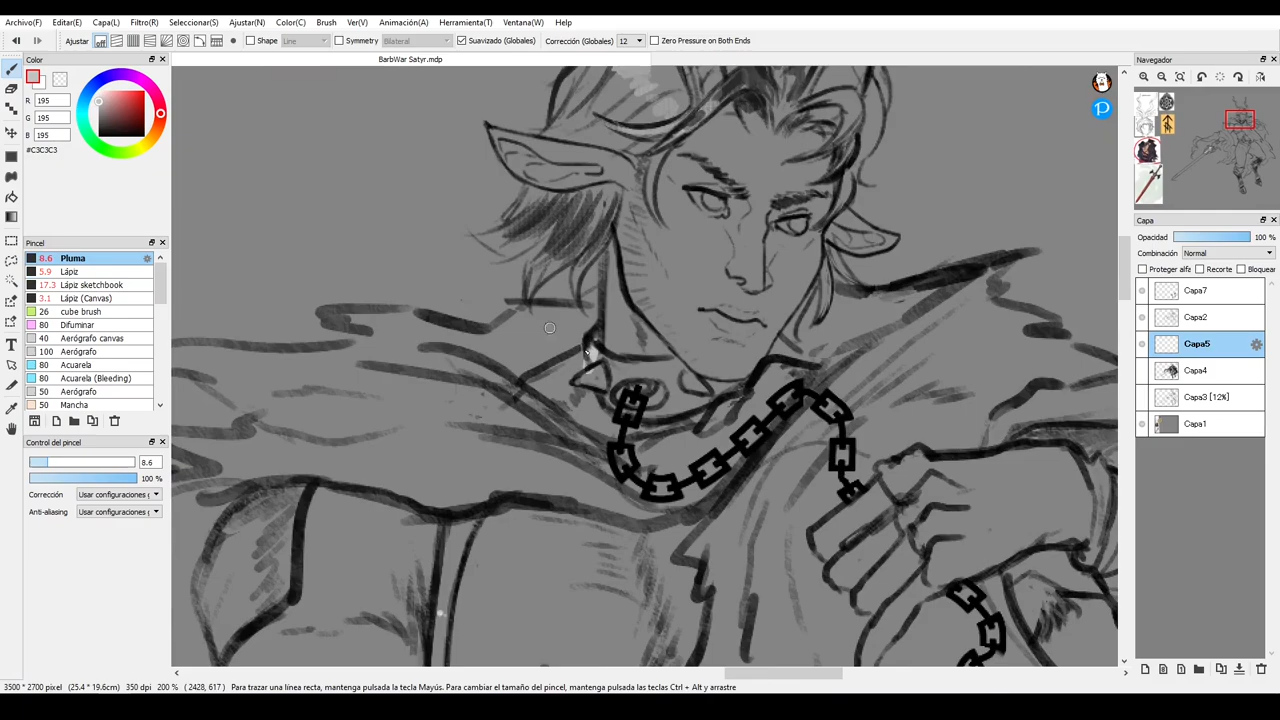 Archivo(F) Editar(E) Capa(L) Filtro(R) Seleccionar(S) Ajustar(N) Color(C) Brush Ver(V) Animación(A) Herramienta(T) Ventana(W) Help
Ajustar off Shape Line Symmetry Bilateral Suavizado (Globales) Corrección (Globales) 12 Zero Pressure on Both Ends
Color
BarbWar Satyr.mdp
Navegador
R 195
G 195
B 195
#C3C3C3
Pincel
8.6 Pluma
5.9 Lápiz
17.3 Lápiz sketchbook
3.1 Lápiz (Canvas)
26 cube brush
80 Difuminar
40 Aerógrafo canvas
100 Aerógrafo
80 Acuarela
80 Acuarela (Bleeding)
50 Aerógrafo
50 Mancha
Control del pincel
8.6
100 %
Corrección Usar configuraciones
Anti-aliasing Usar configuraciones
Capa
Opacidad 100 %
Combinación Normal
Proteger alfa Recorte Bloquear
Capa7
Capa2
Capa5
Capa4
Capa3 [12%]
Capa1
3500 * 2700 pixel (25.4 * 19.6cm) 350 dpi 200 % ( 2428, 617 ) Para trazar una línea recta, mantenga pulsada la tecla Mayús. Para cambiar el tamaño del pincel, mantenga pulsadas las teclas Ctrl + Alt y arrastre